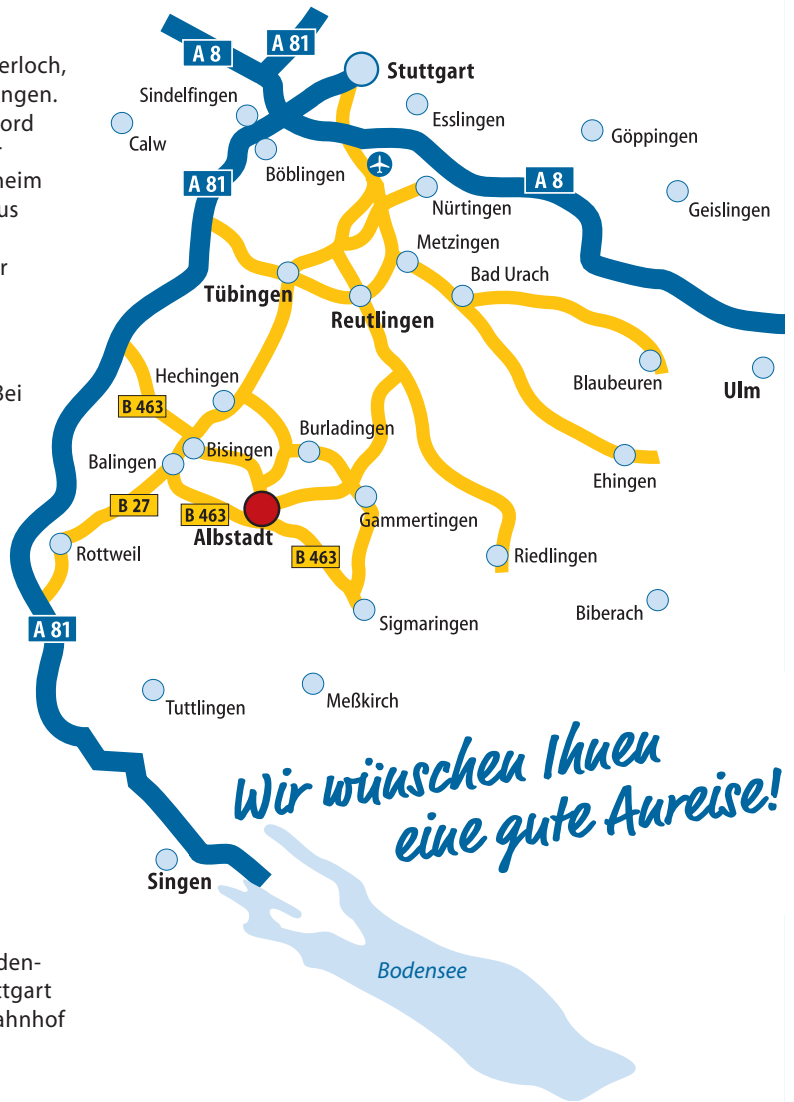 erloch,
ngen.
ord
heim
us
r
Bei
den-
ttgart
ahnhof
A 8
A 81
Stuttgart
Sindelfingen
Esslingen
Calw
Göppingen
Böblingen
A 81
A 8
Nürtingen
Geislingen
Metzingen
Bad Urach
Tübingen
Reutlingen
Hechingen
Blaubeuren
Ulm
B 463
Burladingen
Bisingen
Balingen
Ehingen
B 27
B 463
Gammertingen
Albstadt
B 463
Rottweil
Riedlingen
Biberach
Sigmaringen
A 81
Tuttlingen
Meßkirch
Wir wünschen Ihnen
eine gute Anreise!
Singen
Bodensee